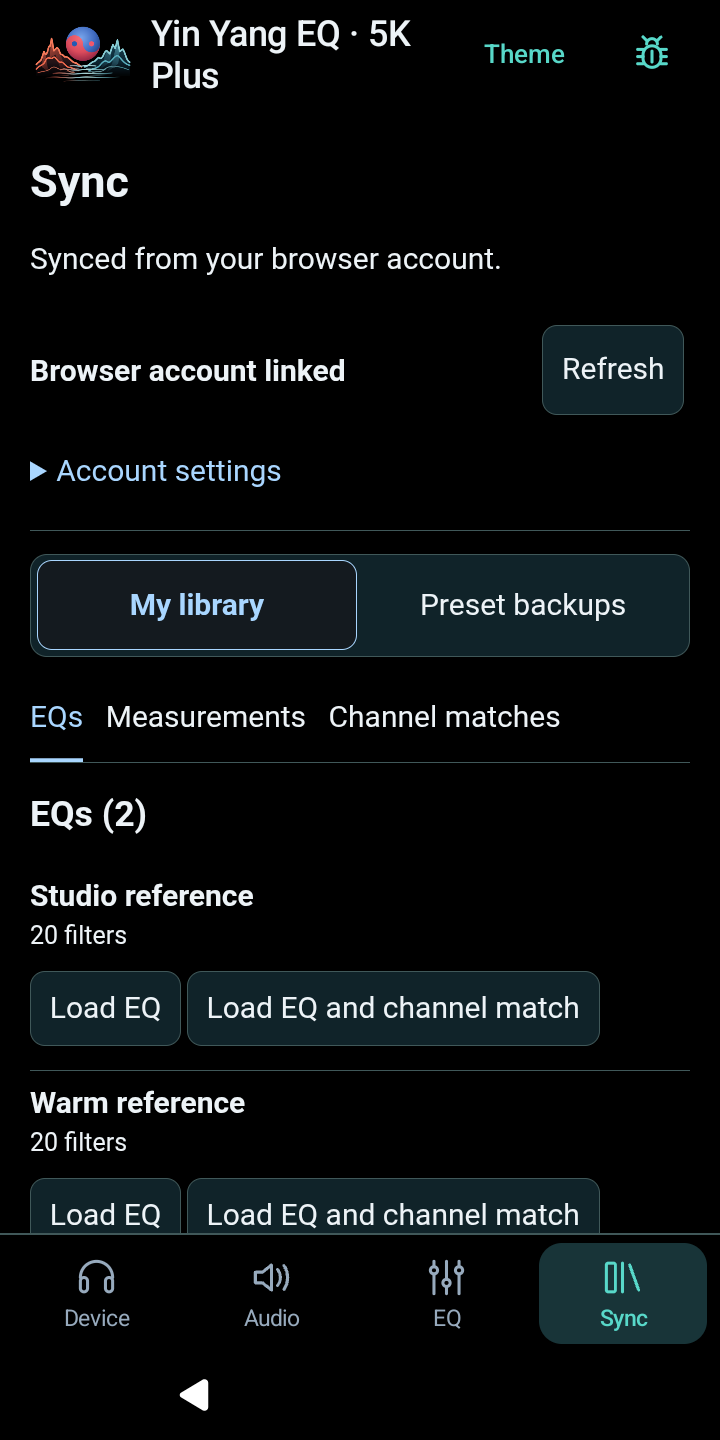 Yin Yang EQ · 5K
Plus
Theme
Sync
Synced from your browser account.
Browser account linked
Refresh
Account settings
My library
Preset backups
EQs
Measurements
Channel matches
EQs (2)
Studio reference
20 filters
Load EQ
Load EQ and channel match
Warm reference
20 filters
Load EQ
Load EQ and channel match
Device
Audio
EQ
Sync